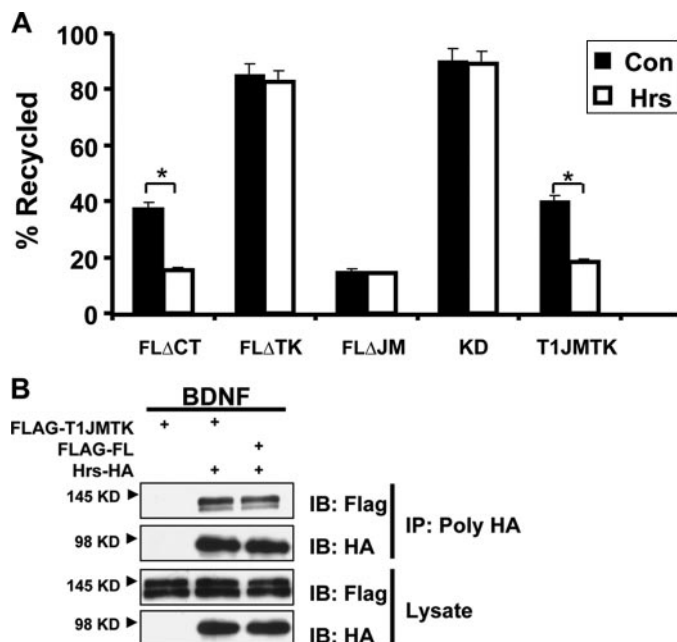 A
% Recycled
100
80
60
40
20
0
* *
Con
Hrs
FLΔCT FLΔTK FLΔJM KD T1JMTK
B
BDNF
FLAG-T1JMTK + +
FLAG-FL +
Hrs-HA + +
145 KD IB: Flag
98 KD IB: HA
IP: Poly HA
145 KD IB: Flag
98 KD IB: HA
Lysate